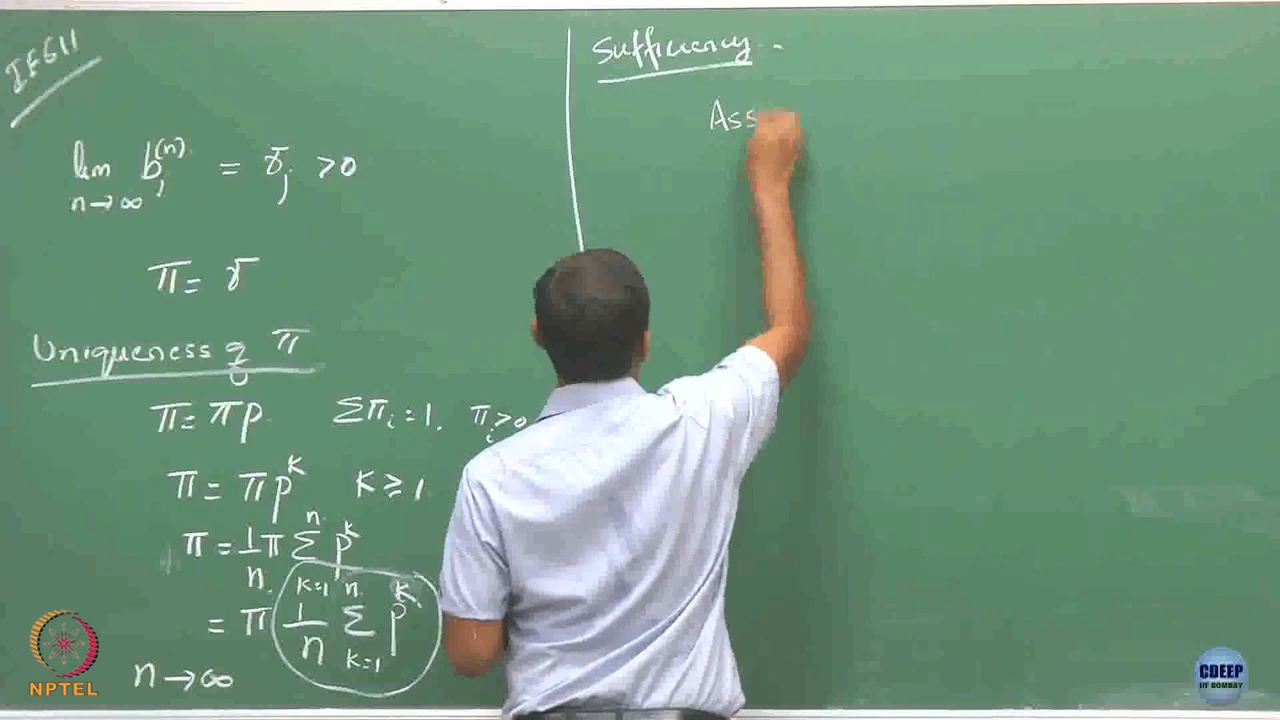 IE611
lim b_j^(n) = γ_j > 0
n→∞
π = γ
Uniqueness of π
π = πp. Σπ_i = 1. π_i > 0
π = πp^k k ≥ 1
π = 1/n π Σ_{k=1}^{n} p^k
= π 1/n Σ_{k=1}^{n} p^k
n → ∞
Sufficiency..
Ass
NPTEL
CDEEP
IIT BOMBAY